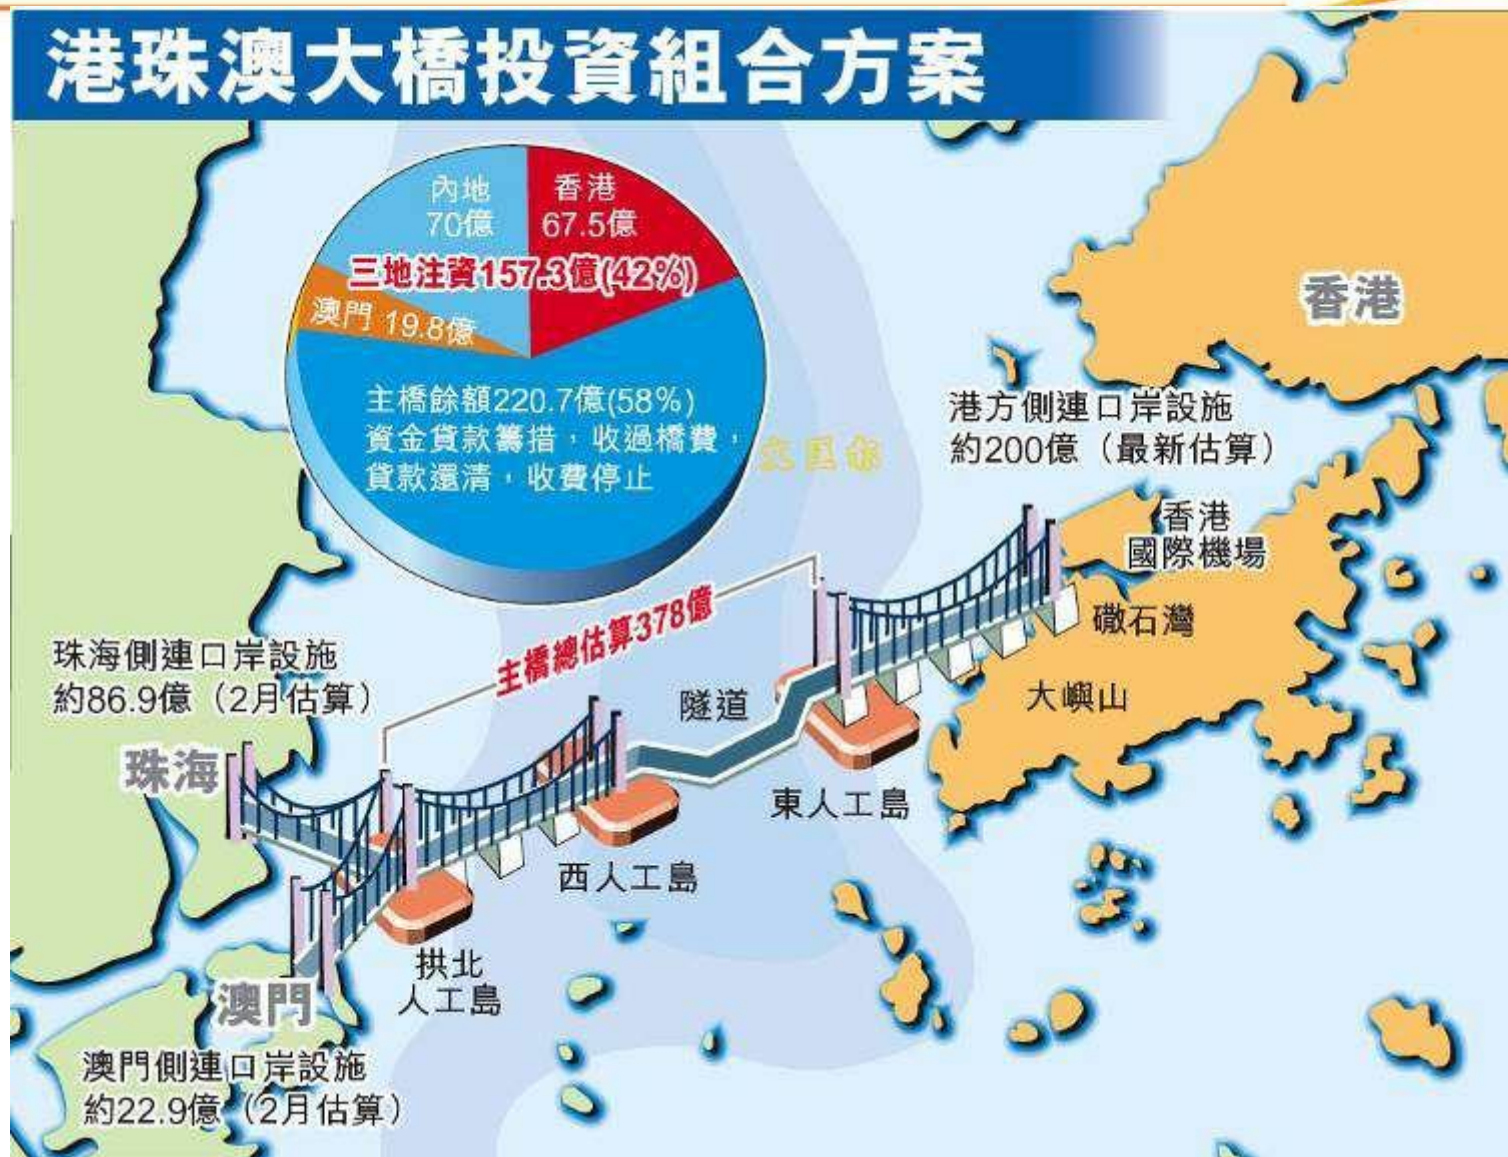 港珠澳大橋投資組合方案
內地
70億
香港
67.5億
三地注資157.3億(42%)
澳門 19.8億
主橋餘額220.7億(58%)
資金貸款籌措，收過橋費，
貸款還清，收費停止
香港
港方側連口岸設施
約200億（最新估算）
香港
國際機場
礮石灣
大嶼山
主橋總估算378億
珠海側連口岸設施
約86.9億（2月估算）
珠海
隧道
東人工島
西人工島
拱北
人工島
澳門
澳門側連口岸設施
約22.9億（2月估算）